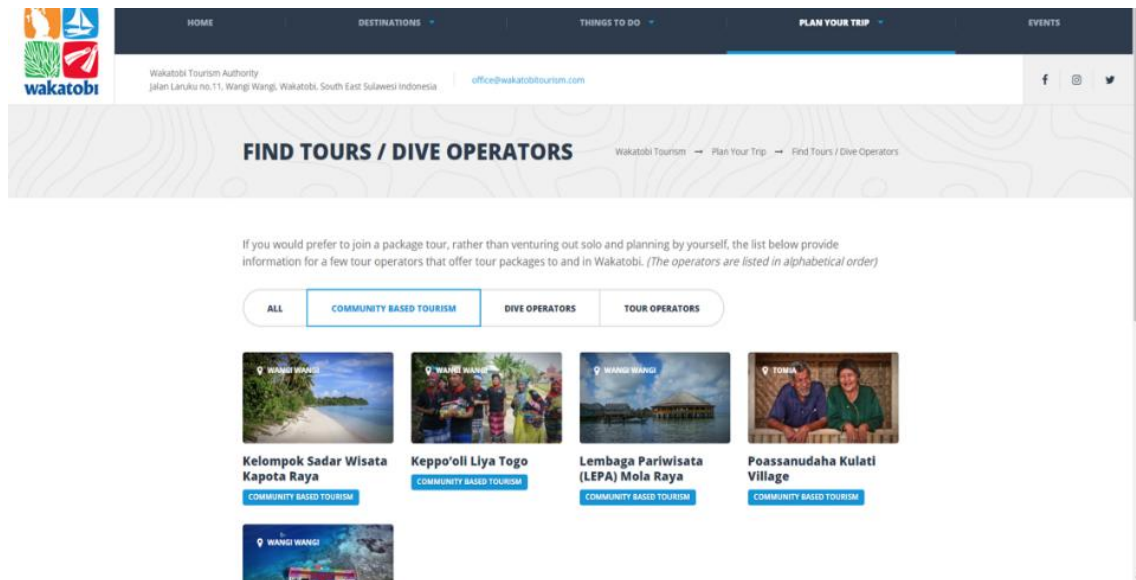 HOME
DESTINATIONS
THINGS TO DO
PLAN YOUR TRIP
EVENTS
wakatobi
Wakatobi Tourism Authority
Jalan Laruku no.11, Wangi Wangi, Wakatobi, South East Sulawesi Indonesia
office@wakatobitourism.com
FIND TOURS / DIVE OPERATORS
Wakatobi Tourism → Plan Your Trip → Find Tours / Dive Operators
If you would prefer to join a package tour, rather than venturing out solo and planning by yourself, the list below provide
information for a few tour operators that offer tour packages to and in Wakatobi. (The operators are listed in alphabetical order)
ALL
COMMUNITY BASED TOURISM
DIVE OPERATORS
TOUR OPERATORS
WANGI WANGI
Kelompok Sadar Wisata
Kapota Raya
COMMUNITY BASED TOURISM
WANGI WANGI
Keppo'oli Liya Togo
COMMUNITY BASED TOURISM
WANGI WANGI
Lembaga Pariwisata
(LEPA) Mola Raya
COMMUNITY BASED TOURISM
TOMIA
Poassanudaha Kulati
Village
COMMUNITY BASED TOURISM
WANGI WANGI